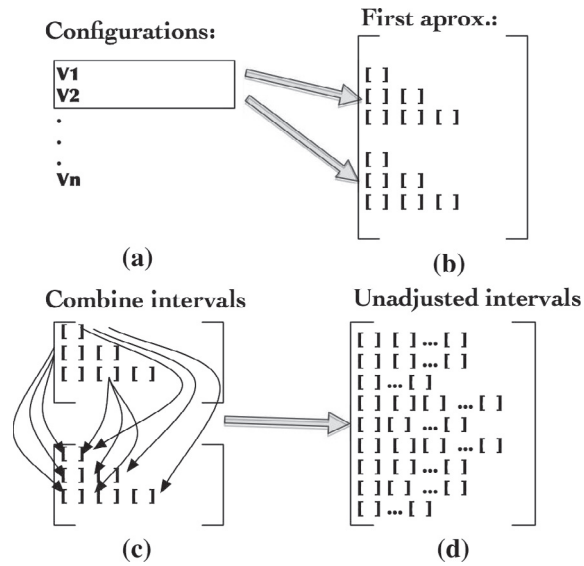 Configurations:
V1
V2
.
.
.
Vn
(a)
First aprox.:
[ ]
[ ] [ ]
[ ] [ ] [ ]
[ ]
[ ] [ ]
[ ] [ ] [ ]
(b)
Combine intervals
[ ]
[ ] [ ]
[ ] [ ] [ ]
[ ]
[ ] [ ]
[ ] [ ] [ ]
(c)
Unadjusted intervals
[ ] [ ] ... [ ]
[ ] [ ] ... [ ]
[ ] ... [ ]
[ ] [ ] [ ] ... [ ]
[ ] [ ] ... [ ]
[ ] [ ] [ ] ... [ ]
[ ] [ ] ... [ ]
[ ] [ ] ... [ ]
[ ] ... [ ]
(d)